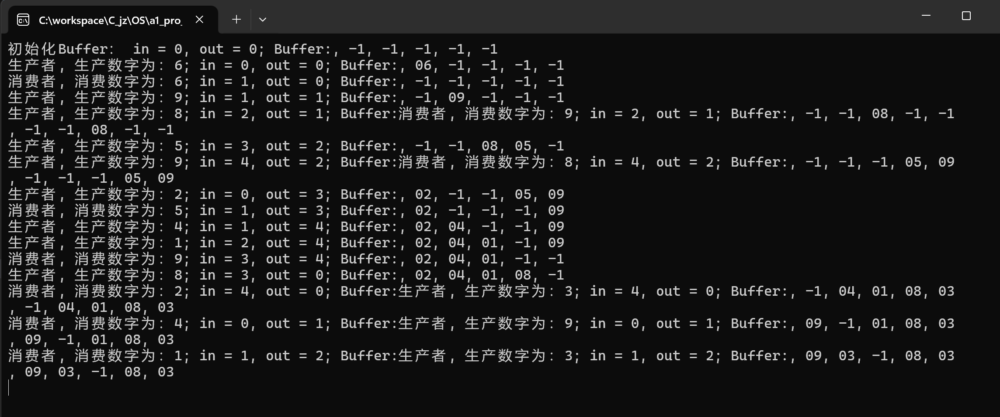 C:\workspace\C_jz\OS\a1_pro_
初始化Buffer:  in = 0, out = 0; Buffer:, -1, -1, -1, -1, -1
生产者, 生产数字为: 6; in = 0, out = 0; Buffer:, 06, -1, -1, -1, -1
消费者, 消费数字为: 6; in = 1, out = 0; Buffer:, -1, -1, -1, -1, -1
生产者, 生产数字为: 9; in = 1, out = 1; Buffer:, -1, 09, -1, -1, -1
生产者, 生产数字为: 8; in = 2, out = 1; Buffer:消费者, 消费数字为: 9; in = 2, out = 1; Buffer:, -1, -1, 08, -1, -1
, -1, -1, 08, -1, -1
生产者, 生产数字为: 5; in = 3, out = 2; Buffer:, -1, -1, 08, 05, -1
生产者, 生产数字为: 9; in = 4, out = 2; Buffer:消费者, 消费数字为: 8; in = 4, out = 2; Buffer:, -1, -1, -1, 05, 09
, -1, -1, -1, 05, 09
生产者, 生产数字为: 2; in = 0, out = 3; Buffer:, 02, -1, -1, 05, 09
消费者, 消费数字为: 5; in = 1, out = 3; Buffer:, 02, -1, -1, -1, 09
生产者, 生产数字为: 4; in = 1, out = 4; Buffer:, 02, 04, -1, -1, 09
生产者, 生产数字为: 1; in = 2, out = 4; Buffer:, 02, 04, 01, -1, 09
消费者, 消费数字为: 9; in = 3, out = 4; Buffer:, 02, 04, 01, -1, -1
生产者, 生产数字为: 8; in = 3, out = 0; Buffer:, 02, 04, 01, 08, -1
消费者, 消费数字为: 2; in = 4, out = 0; Buffer:生产者, 生产数字为: 3; in = 4, out = 0; Buffer:, -1, 04, 01, 08, 03
, -1, 04, 01, 08, 03
消费者, 消费数字为: 4; in = 0, out = 1; Buffer:生产者, 生产数字为: 9; in = 0, out = 1; Buffer:, 09, -1, 01, 08, 03
, 09, -1, 01, 08, 03
消费者, 消费数字为: 1; in = 1, out = 2; Buffer:生产者, 生产数字为: 3; in = 1, out = 2; Buffer:, 09, 03, -1, 08, 03
, 09, 03, -1, 08, 03